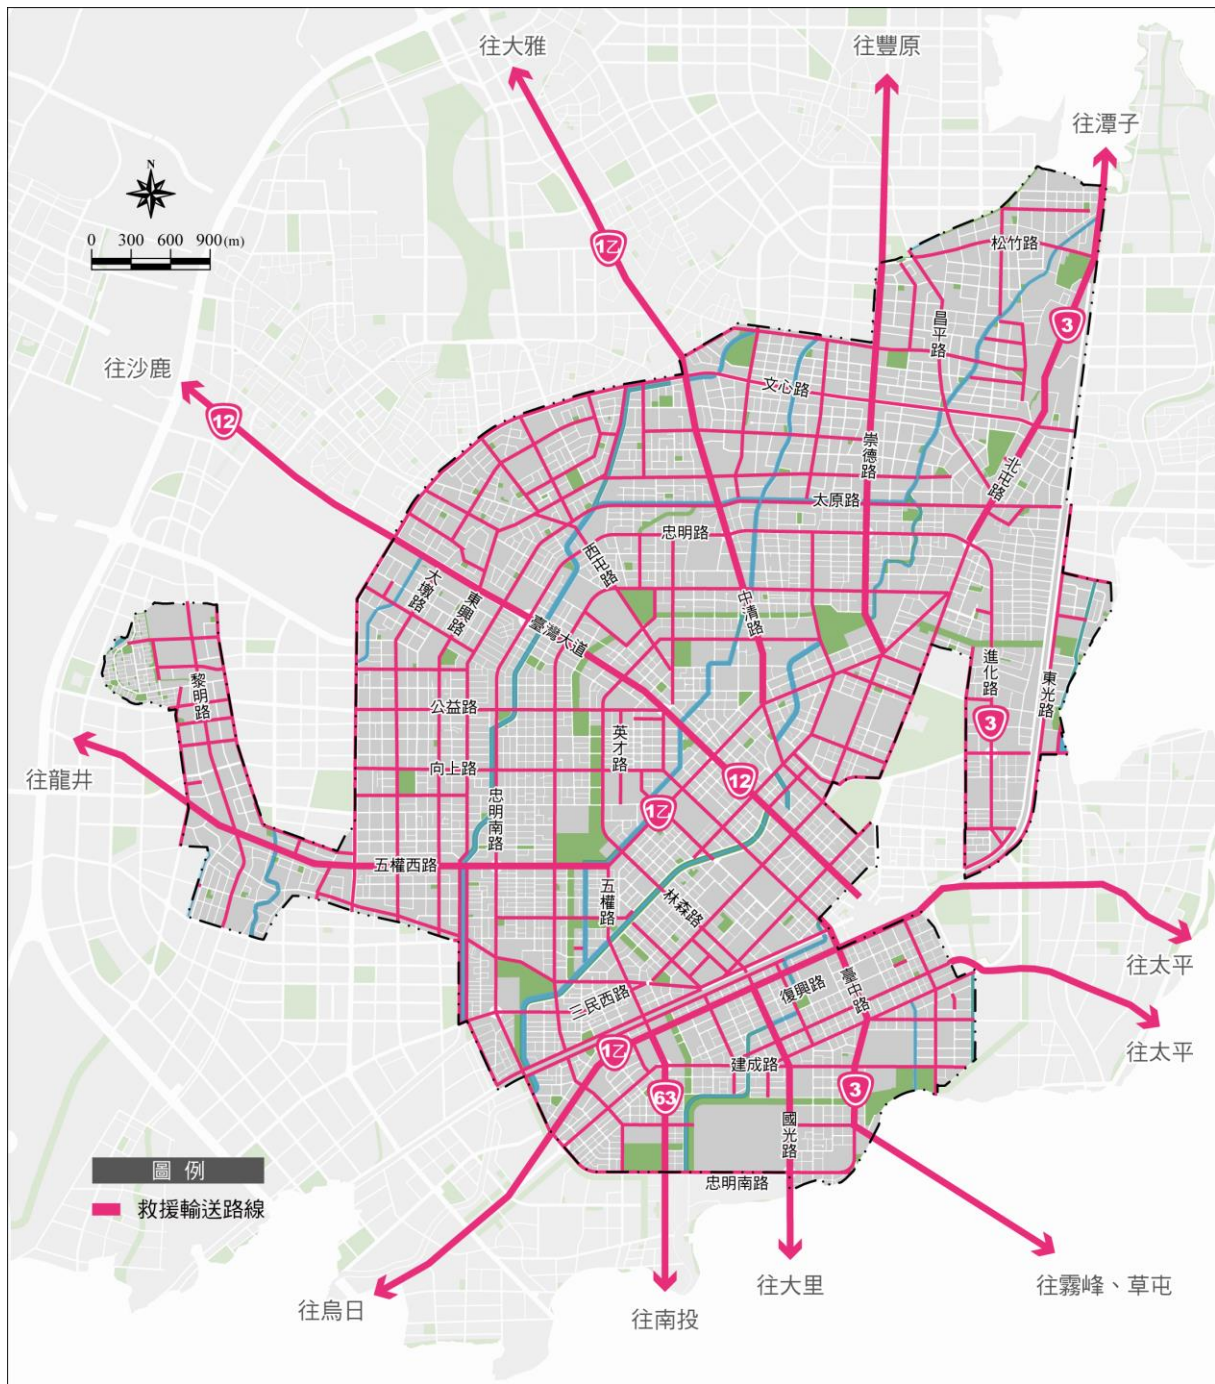 往大雅
往豐原
往潭子
N
0 300 600 900(m)
松竹路
1乙
昌平路
3
往沙鹿
12
文心路
崇德路
北屯路
太原路
忠明路
西屯路
大墩路
東興路
中清路
臺灣大道
進化路
東光路
黎明路
公益路
3
英才路
往龍井
向上路
12
忠明南路
1乙
五權西路
五權路
林森路
往太平
復興路
臺中路
三民西路
往太平
1乙
建成路
63
3
國光路
圖例
忠明南路
救援輸送路線
往烏日
往南投
往大里
往霧峰、草屯